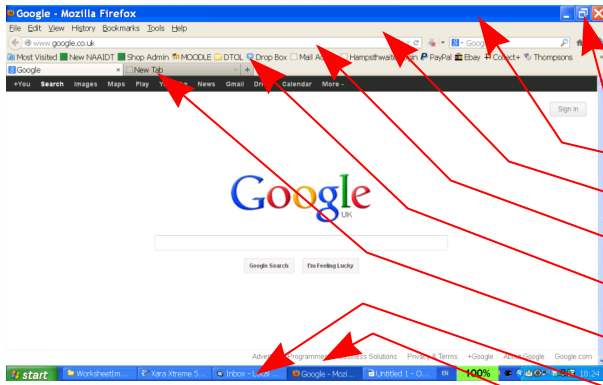 Google - Mozilla Firefox
File Edit View History Bookmarks Tools Help
www.google.co.uk Google
Most Visited New NAAIDT Shop Admin MOODLE DTOL Drop Box Mail Hampsthwaite PayPal Ebay Collect+ Thompsons
Google × New Tab +
+You Search Images Maps Play News Gmail Calendar More
Sign in
Google
UK
Google Search I'm Feeling Lucky
Solutions Privacy & Terms +Google About Google Google.com
start Xara Xtreme 5... Inbox - Google - Mozi... Untitled 1 - O... EN 100% 18:24